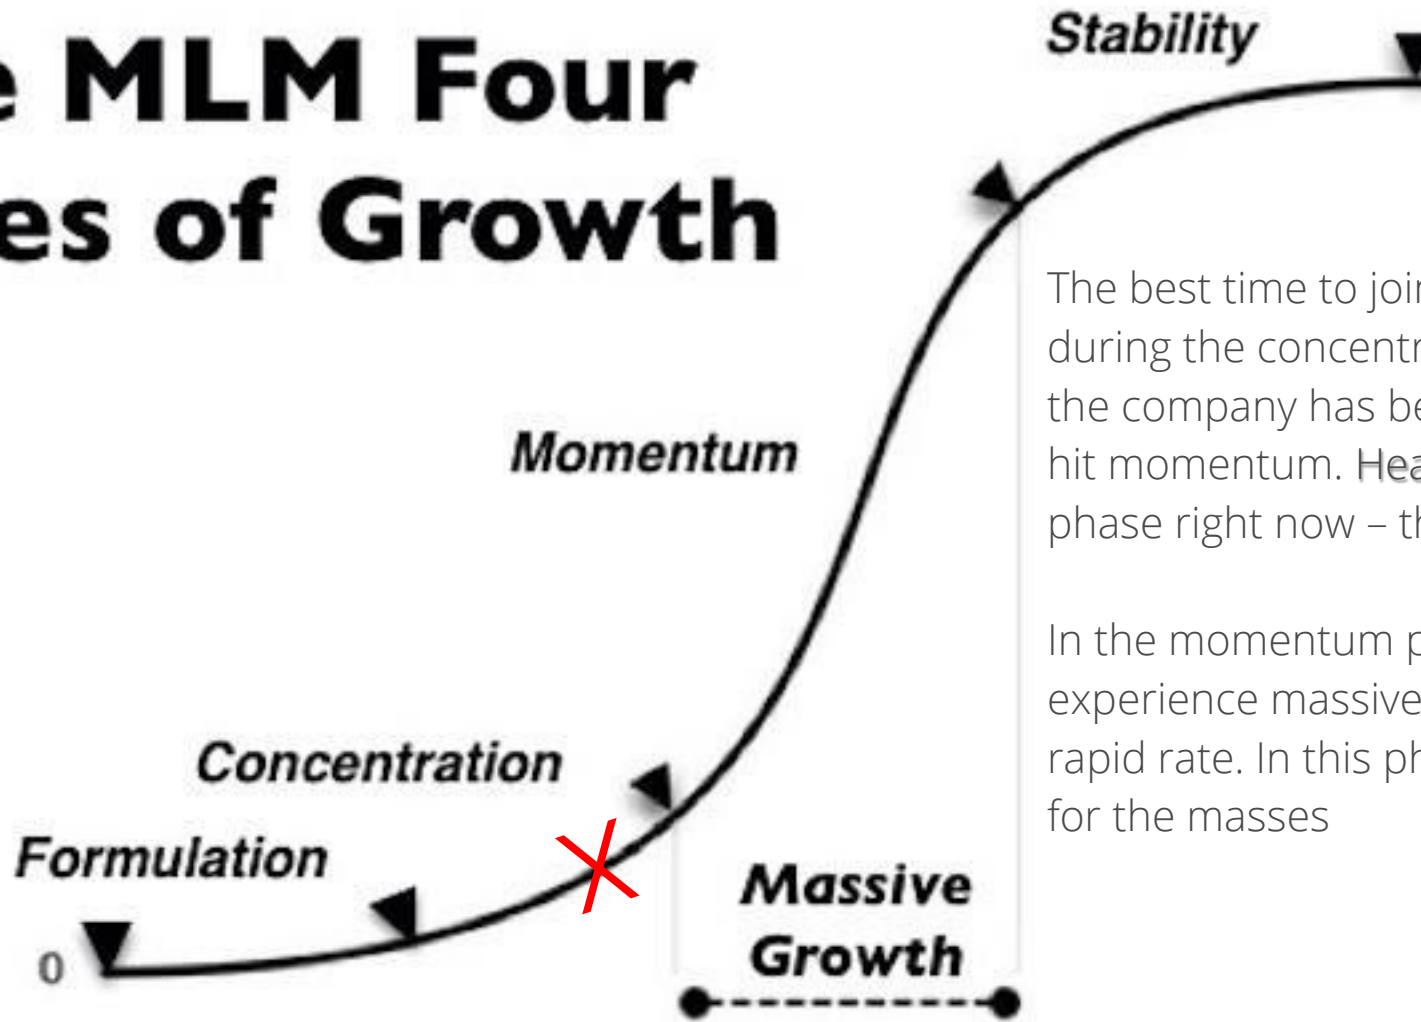 e MLM Four
es of Growth
Stability
Momentum
Concentration
Formulation
0
Massive
Growth
The best time to join
during the concentr
the company has be
hit momentum. Hea
phase right now – th
In the momentum p
experience massive
rapid rate. In this ph
for the masses